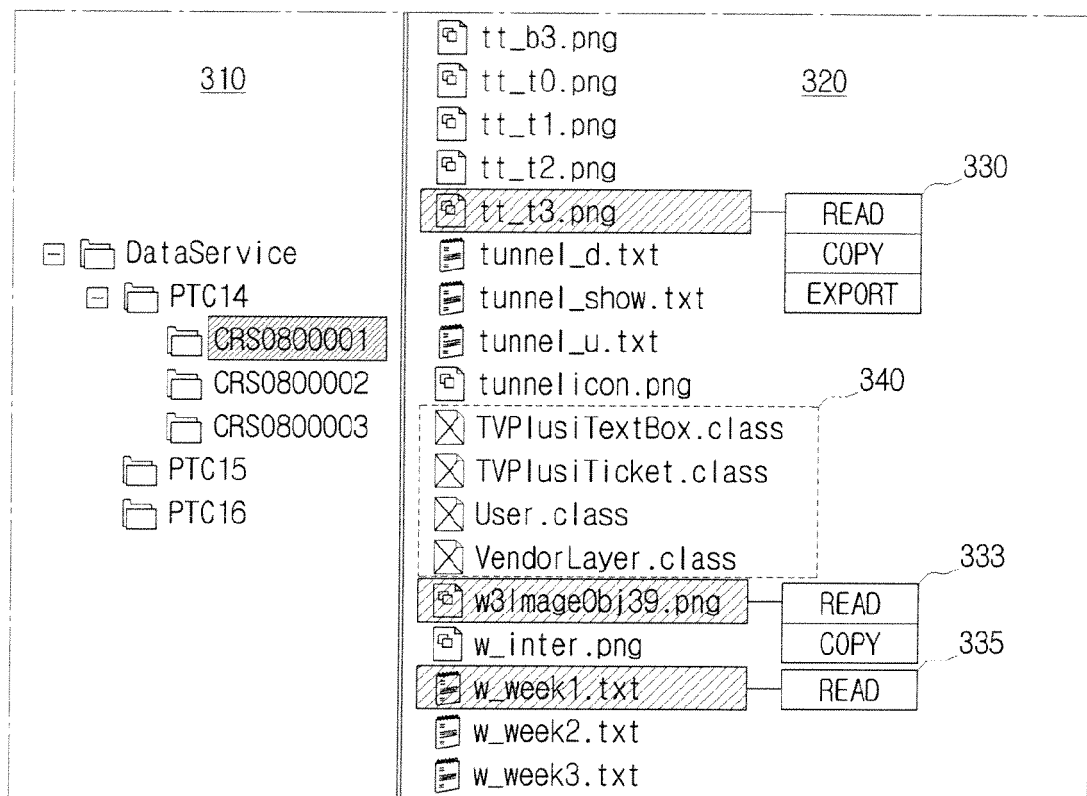 310
DataService
PTC14
CRS0800001
CRS0800002
CRS0800003
PTC15
PTC16
320
tt_b3.png
tt_t0.png
tt_t1.png
tt_t2.png
tt_t3.png
330
READ
COPY
EXPORT
tunnel_d.txt
tunnel_show.txt
tunnel_u.txt
tunnelicon.png
340
TVPlusiTextBox.class
TVPlusiTicket.class
User.class
VendorLayer.class
w3ImageObj39.png
333
READ
COPY
w_inter.png
w_week1.txt
335
READ
w_week2.txt
w_week3.txt